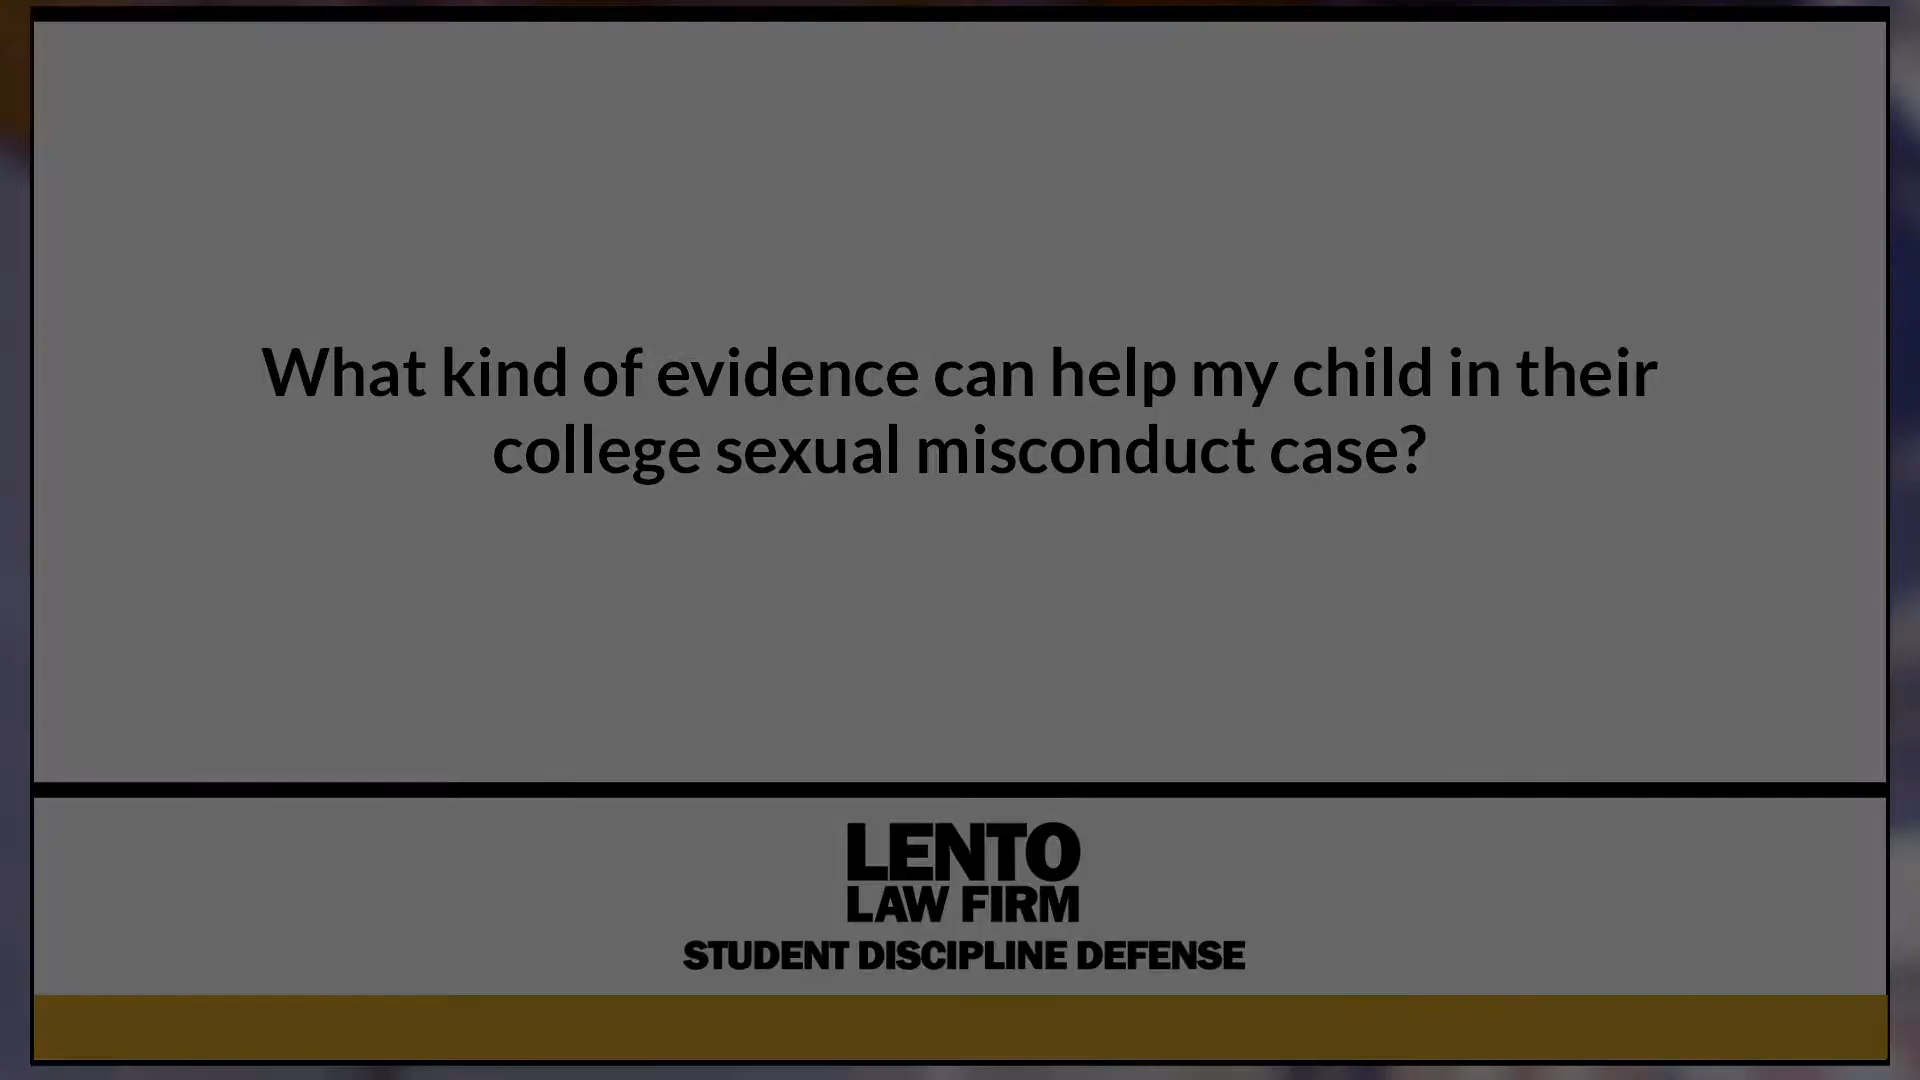 What kind of evidence can help my child in their
college sexual misconduct case?
LENTO
LAW FIRM
STUDENT DISCIPLINE DEFENSE